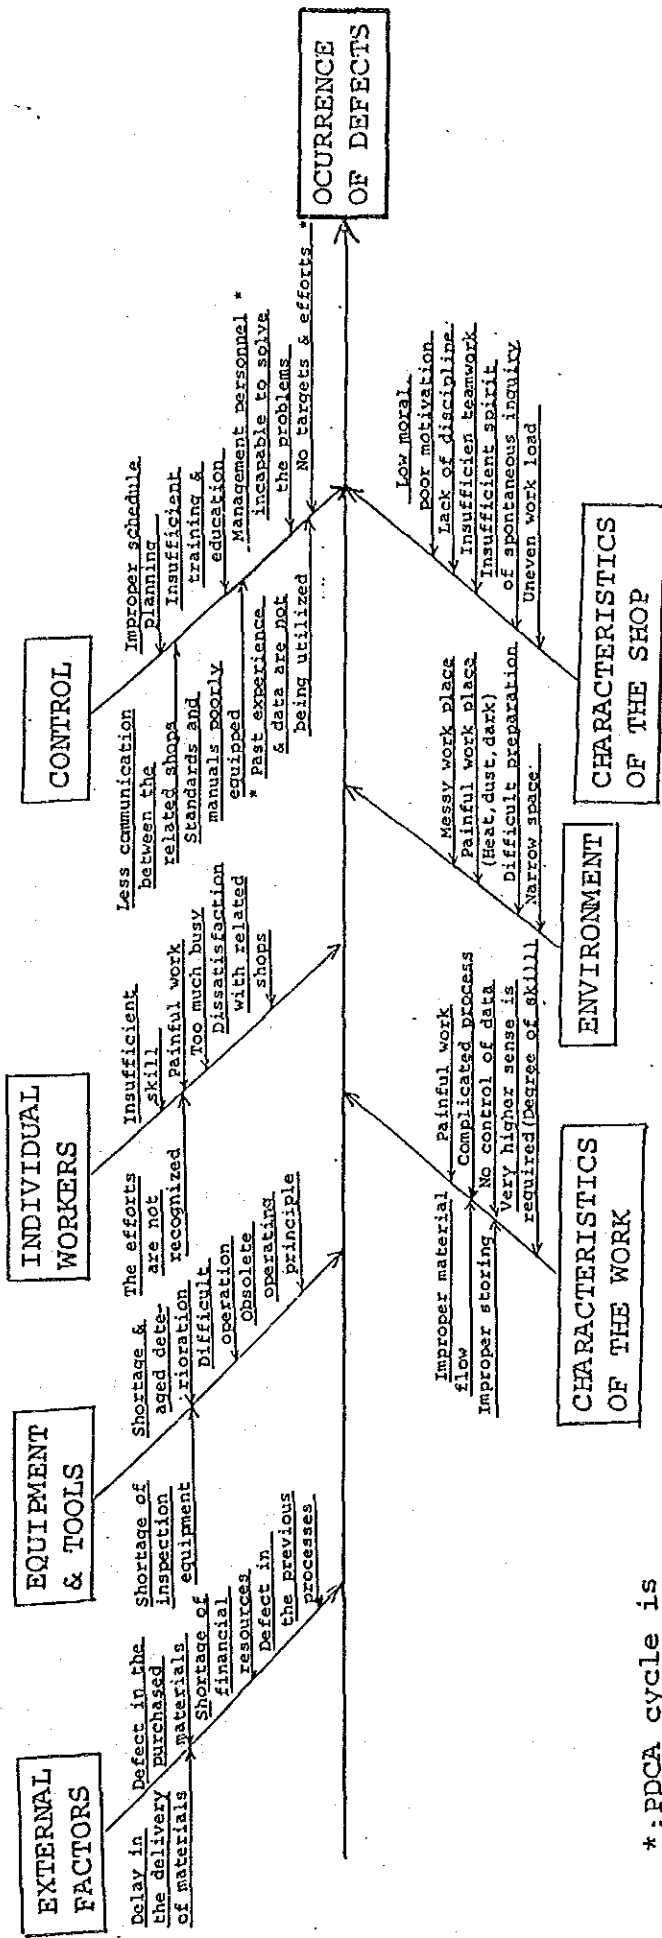 EXTERNAL
FACTORS
Delay in
the delivery
of materials
Defect in the
purchased
materials
Shortage of
financial
resources
Defect in
the previous
processes
EQUIPMENT
& TOOLS
Shortage of
inspection
equipment
Shortage &
aged dete-
rioration
Difficult
operation
Obsolete
operating
principle
INDIVIDUAL
WORKERS
The efforts
are not
recognized
Insufficient
skill
Painful work
Too much busy
Dissatisfaction
with related
shops
CONTROL
Less communication
between the
related shops
Standards and
manuals poorly
equipped
* Past experience
& data are not
being utilized
Improper schedule
planning
Insufficient
training &
education
Management personnel *
incapable to solve
the problems
No targets & efforts *
OCURRENCE
OF DEFECTS
Improper material
flow
Improper storing
Painful work
Complicated process
No control of data
Very higher sense is
required(Degree of skill)
CHARACTERISTICS
OF THE WORK
Messy work place
Painful work place
(Heat,dust,dark)
Difficult preparation
Narrow space
ENVIRONMENT
Low moral
poor motivation
Lack of discipline
Insufficien teamwork
Insufficient spirit
of spontaneous inquiry
Uneven work load
CHARACTERISTICS
OF THE SHOP
*:PDCA cycle is